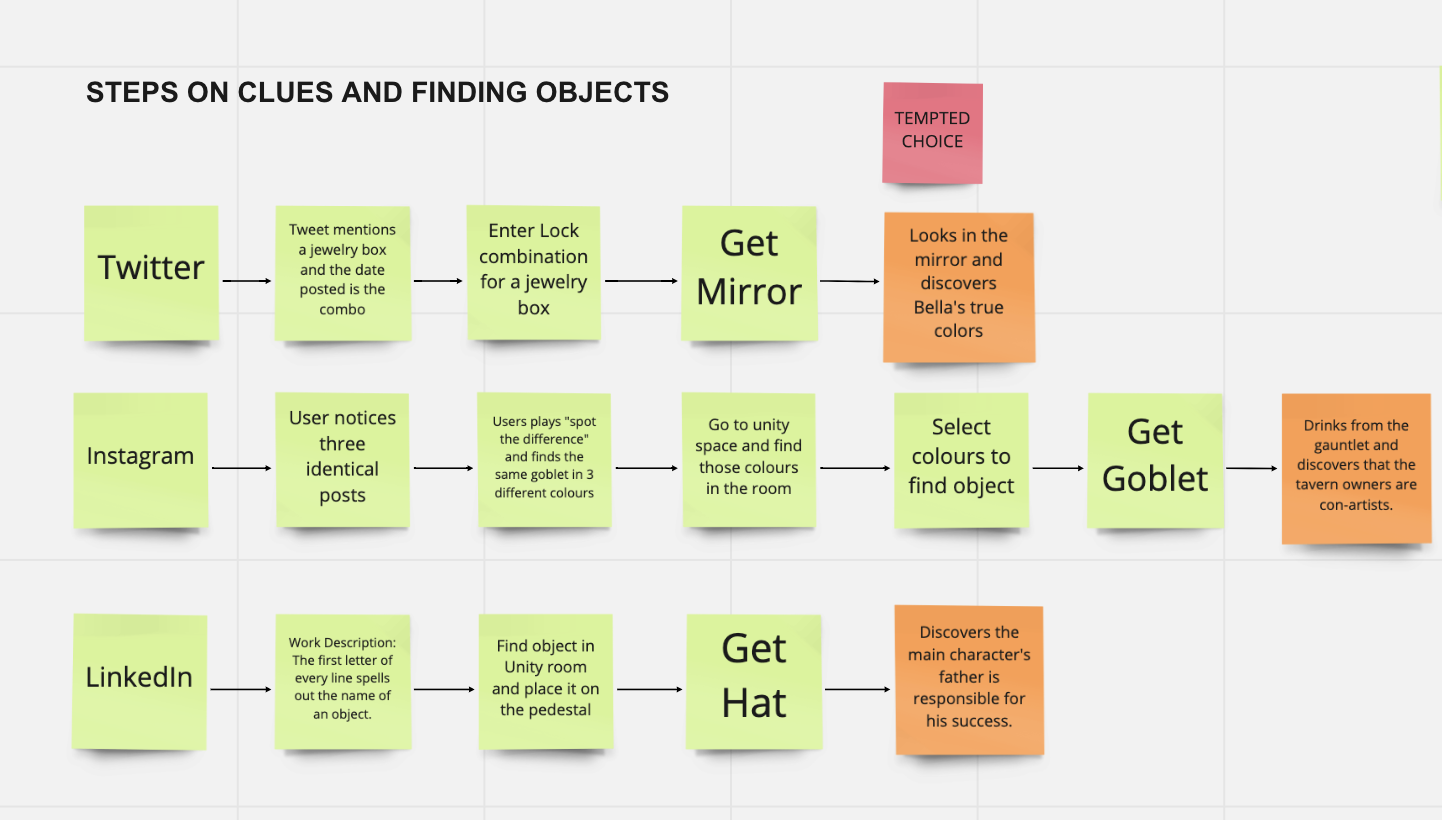 STEPS ON CLUES AND FINDING OBJECTS
TEMPTED
CHOICE
Twitter
Tweet mentions
a jewelry box
and the date
posted is the
combo
Enter Lock
combination
for a jewelry
box
Get
Mirror
Looks in the
mirror and
discovers
Bella's true
colors
Instagram
User notices
three
identical
posts
Users plays "spot
the difference"
and finds the
same goblet in 3
different colours
Go to unity
space and find
those colours
in the room
Select
colours to
find object
Get
Goblet
Drinks from the
gauntlet and
discovers that the
tavern owners are
con-artists.
LinkedIn
Work Description:
The first letter of
every line spells
out the name of
an object.
Find object in
Unity room
and place it on
the pedestal
Get
Hat
Discovers the
main character's
father is
responsible for
his success.